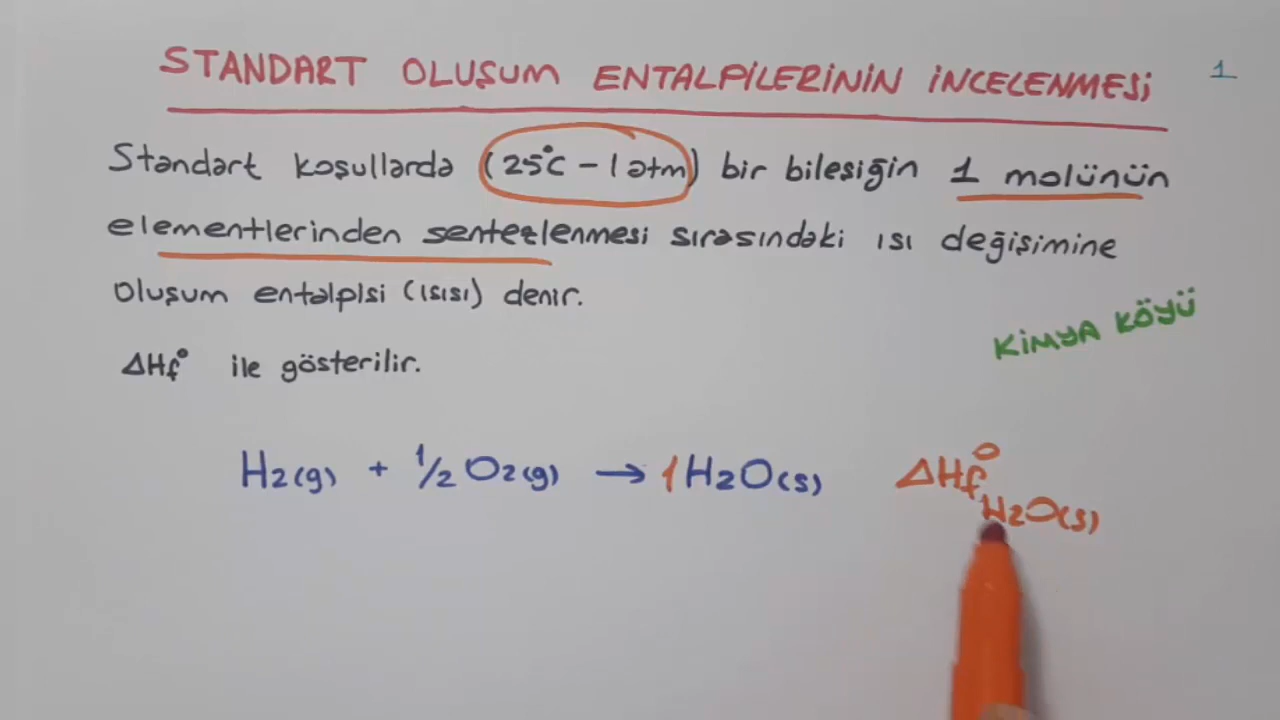 STANDART OLUŞUM ENTALPİLERİNİN İNCELENMESİ 1
Standart koşullarda (25°C - 1 atm) bir bileşiğin 1 molünün
elementlerinden sentezlenmesi sırasındaki ısı değişimine
oluşum entalpisi (ısısı) denir.
KİMYA KÖYÜ
ΔHf° ile gösterilir.
H2(g) + 1/2 O2(g) → 1 H2O(s) ΔHf° H2O(s)